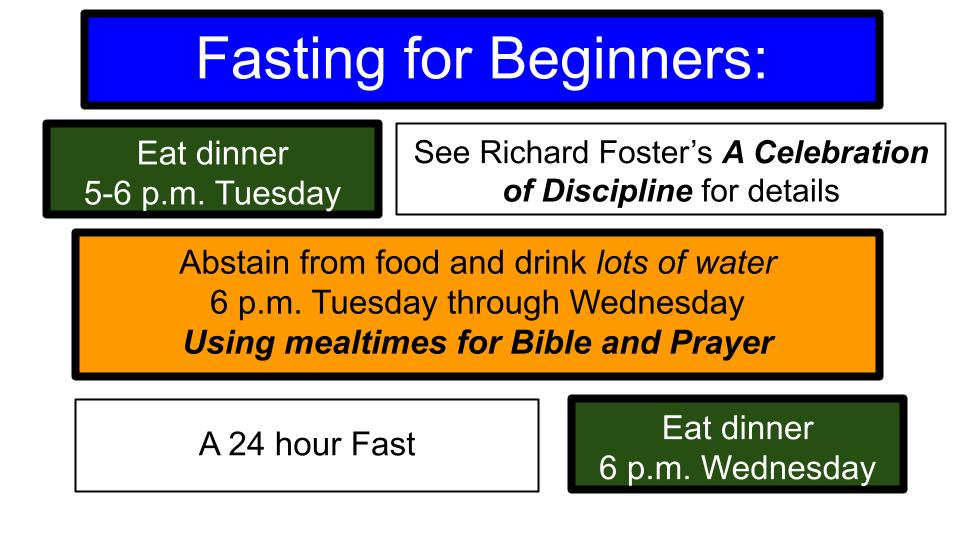 Fasting for Beginners:
Eat dinner
5-6 p.m. Tuesday
See Richard Foster’s A Celebration
of Discipline for details
Abstain from food and drink lots of water
6 p.m. Tuesday through Wednesday
Using mealtimes for Bible and Prayer
A 24 hour Fast
Eat dinner
6 p.m. Wednesday